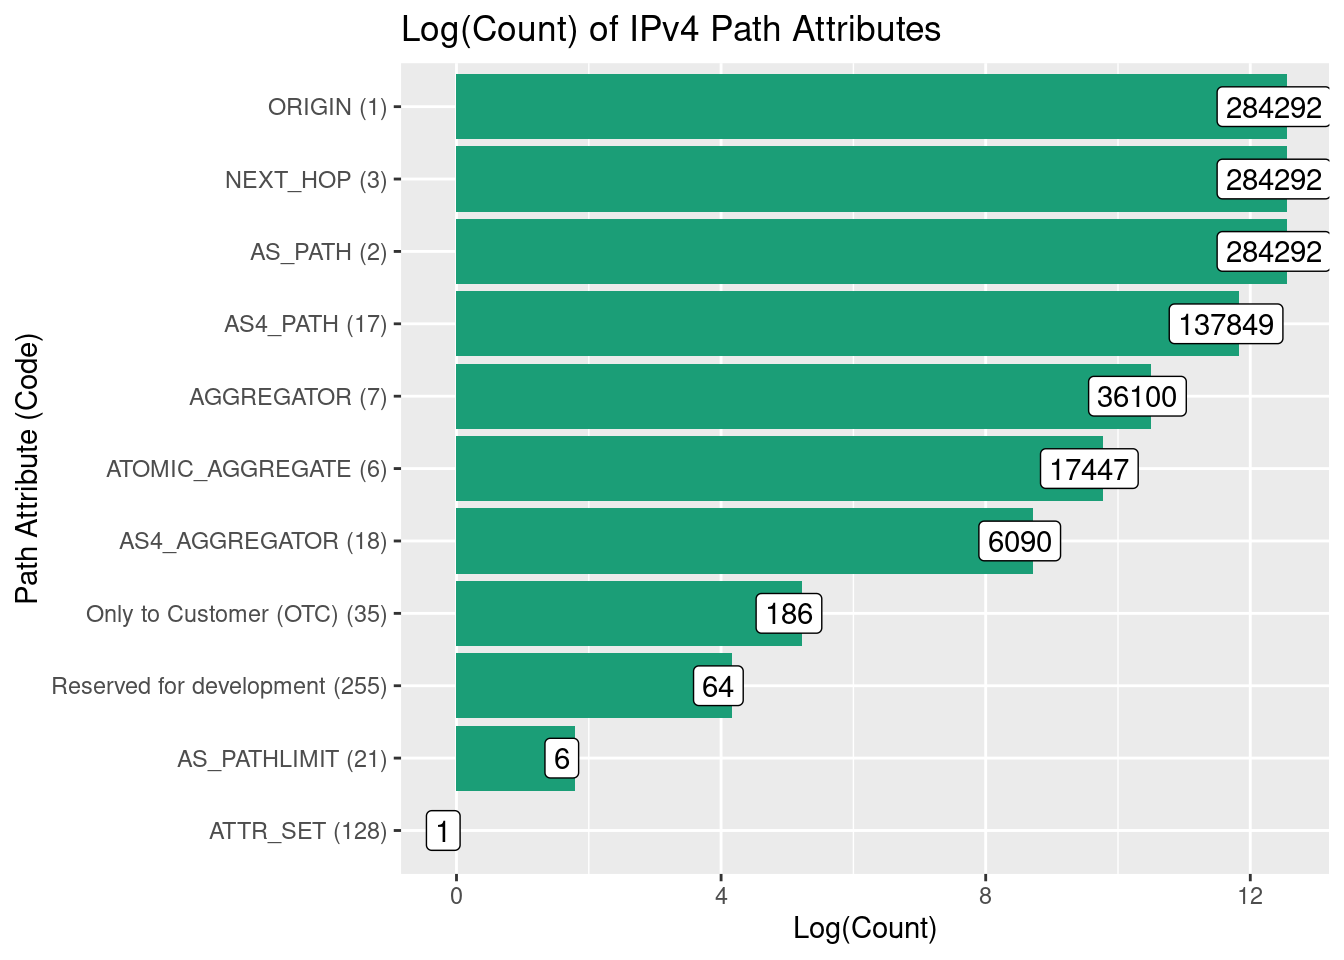 Log(Count) of IPv4 Path Attributes
ORIGIN (1) 284292
NEXT_HOP (3) 284292
AS_PATH (2) 284292
AS4_PATH (17) 137849
AGGREGATOR (7) 36100
ATOMIC_AGGREGATE (6) 17447
AS4_AGGREGATOR (18) 6090
Only to Customer (OTC) (35) 186
Reserved for development (255) 64
AS_PATHLIMIT (21) 6
ATTR_SET (128) 1
0 4 8 12
Log(Count)
Path Attribute (Code)